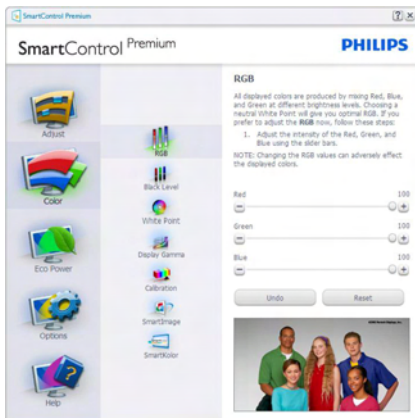 SmartControl Premium
SmartControl Premium
PHILIPS
Adjust
Color
Eco Power
Options
Help
RGB
Black Level
White Point
Display Gamma
Calibration
SmartImage
SmartKolor
RGB
All displayed colors are produced by mixing Red, Blue,
and Green at different brightness levels. Choosing a
neutral White Point will give you optimal RGB. If you
prefer to adjust the RGB now, follow these steps:
1. Adjust the intensity of the Red, Green, and
Blue using the slider bars.
NOTE: Changing the RGB values can adversely effect
the displayed colors.
Red 100
Green 100
Blue 100
Undo Reset